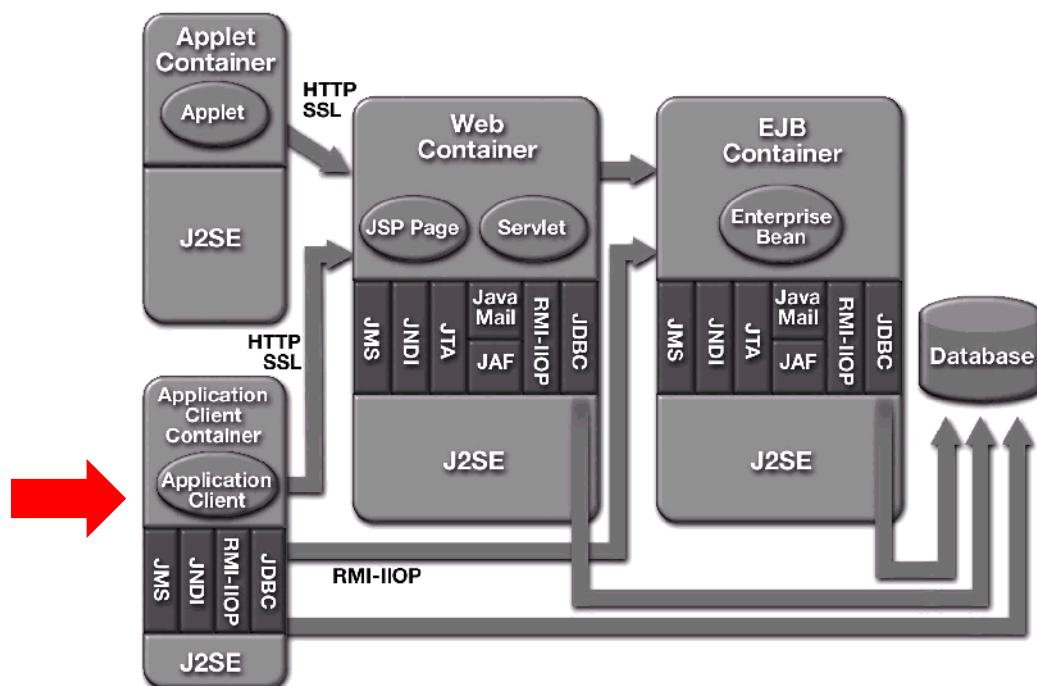 Applet
Container
Applet
J2SE
HTTP
SSL
Web
Container
JSP Page
Servlet
JMS
JNDI
JTA
Java
Mail
JAF
RMI-IIOP
JDBC
J2SE
EJB
Container
Enterprise
Bean
JMS
JNDI
JTA
Java
Mail
JAF
RMI-IIOP
JDBC
J2SE
Database
HTTP
SSL
Application
Client
Container
Application
Client
JMS
JNDI
RMI-IIOP
JDBC
J2SE
RMI-IIOP